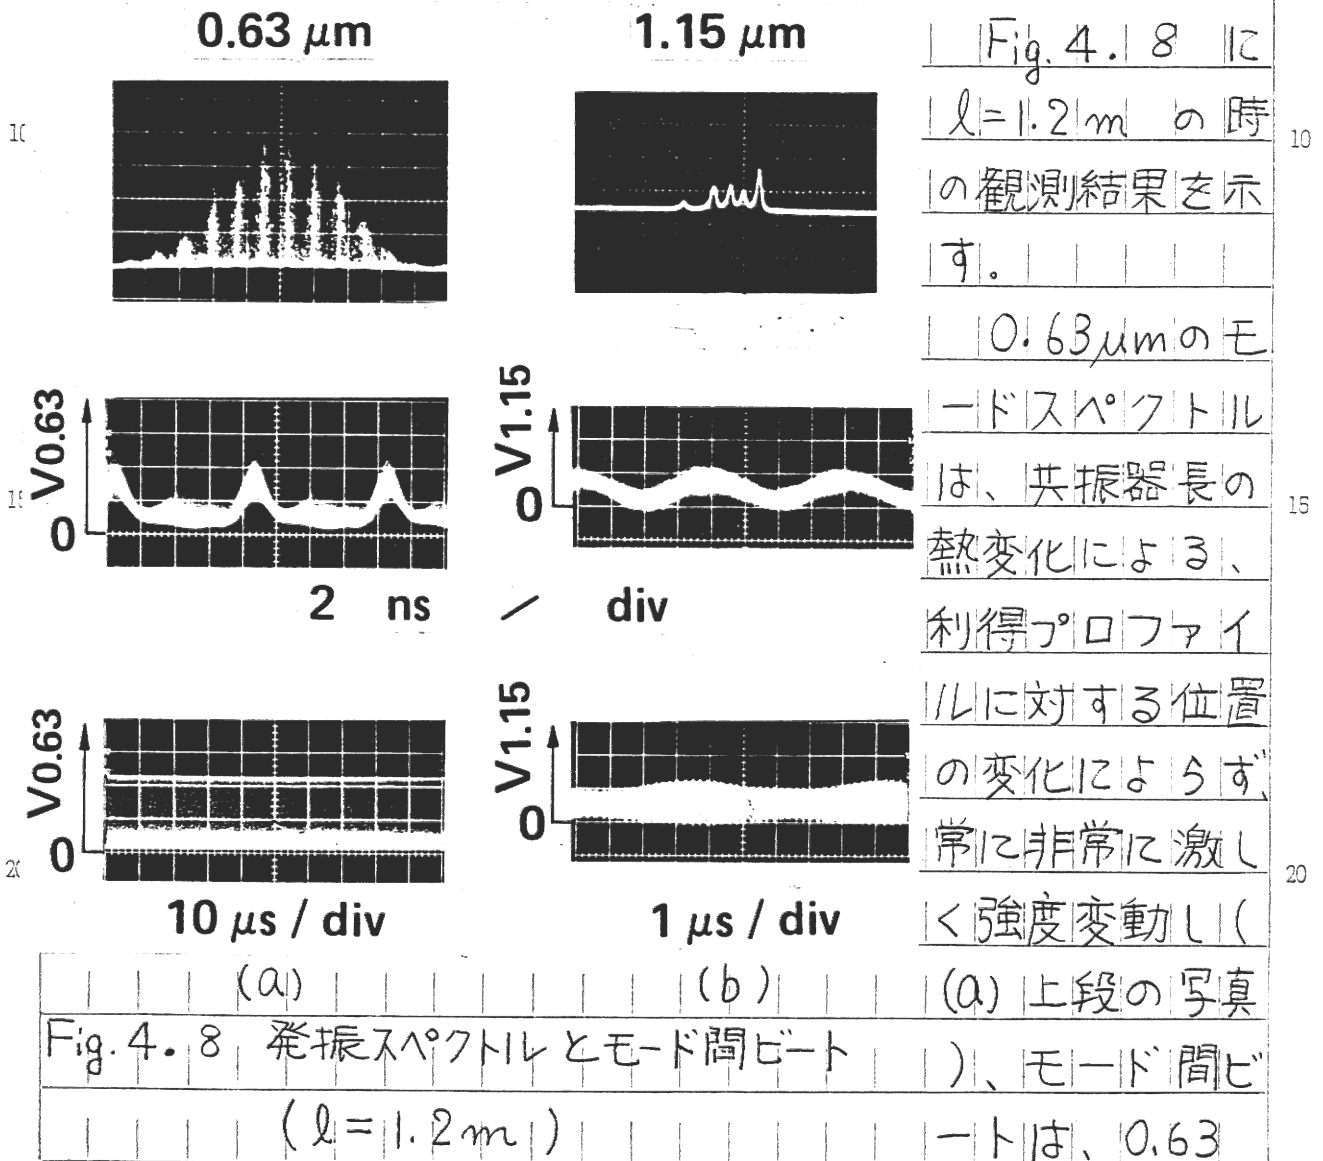 0.63 μm
1.15 μm
V0.63
0
V1.15
0
2 ns / div
V0.63
0
V1.15
0
10 μs / div
1 μs / div
(a)
(b)
Fig. 4. 8 発振スペクトルとモード間ビート
(ℓ=1.2m)
Fig. 4. 8 に
ℓ=1.2m の時
の観測結果を示
す。
0.63μmのモ
ードスペクトル
は、共振器長の
熱変化による、
利得プロファイ
ルに対する位置
の変化によらず、
常に非常に激し
く強度変動し(
(a)上段の写真
)、モード間ビ
ートは、0.63
10
15
20
10
15
20